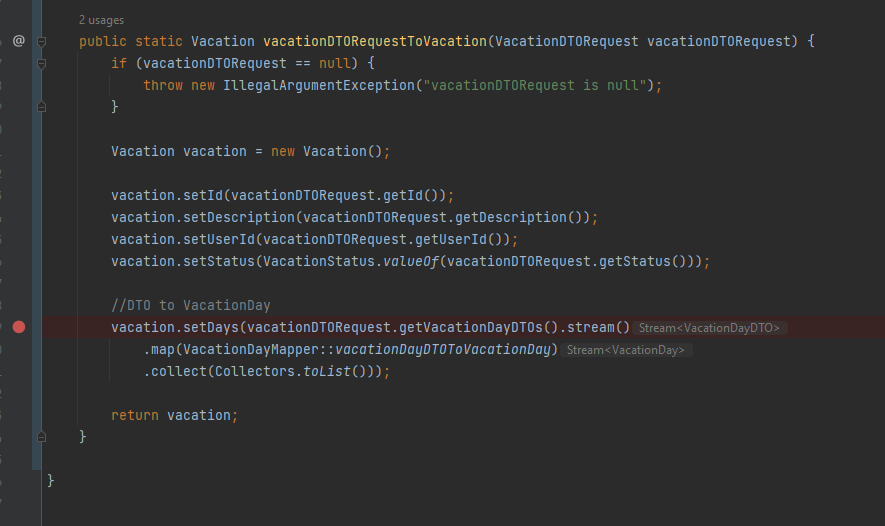 2 usages
@
public static Vacation vacationDTORequestToVacation(VacationDTORequest vacationDTORequest) {
if (vacationDTORequest == null) {
throw new IllegalArgumentException("vacationDTORequest is null");
}
Vacation vacation = new Vacation();
vacation.setId(vacationDTORequest.getId());
vacation.setDescription(vacationDTORequest.getDescription());
vacation.setUserId(vacationDTORequest.getUserId());
vacation.setStatus(VacationStatus.valueOf(vacationDTORequest.getStatus()));
//DTO to VacationDay
vacation.setDays(vacationDTORequest.getVacationDayDTOs().stream() Stream<VacationDayDTO>
.map(VacationDayMapper::vacationDayDTOToVacationDay) Stream<VacationDay>
.collect(Collectors.toList()));
return vacation;
}
}